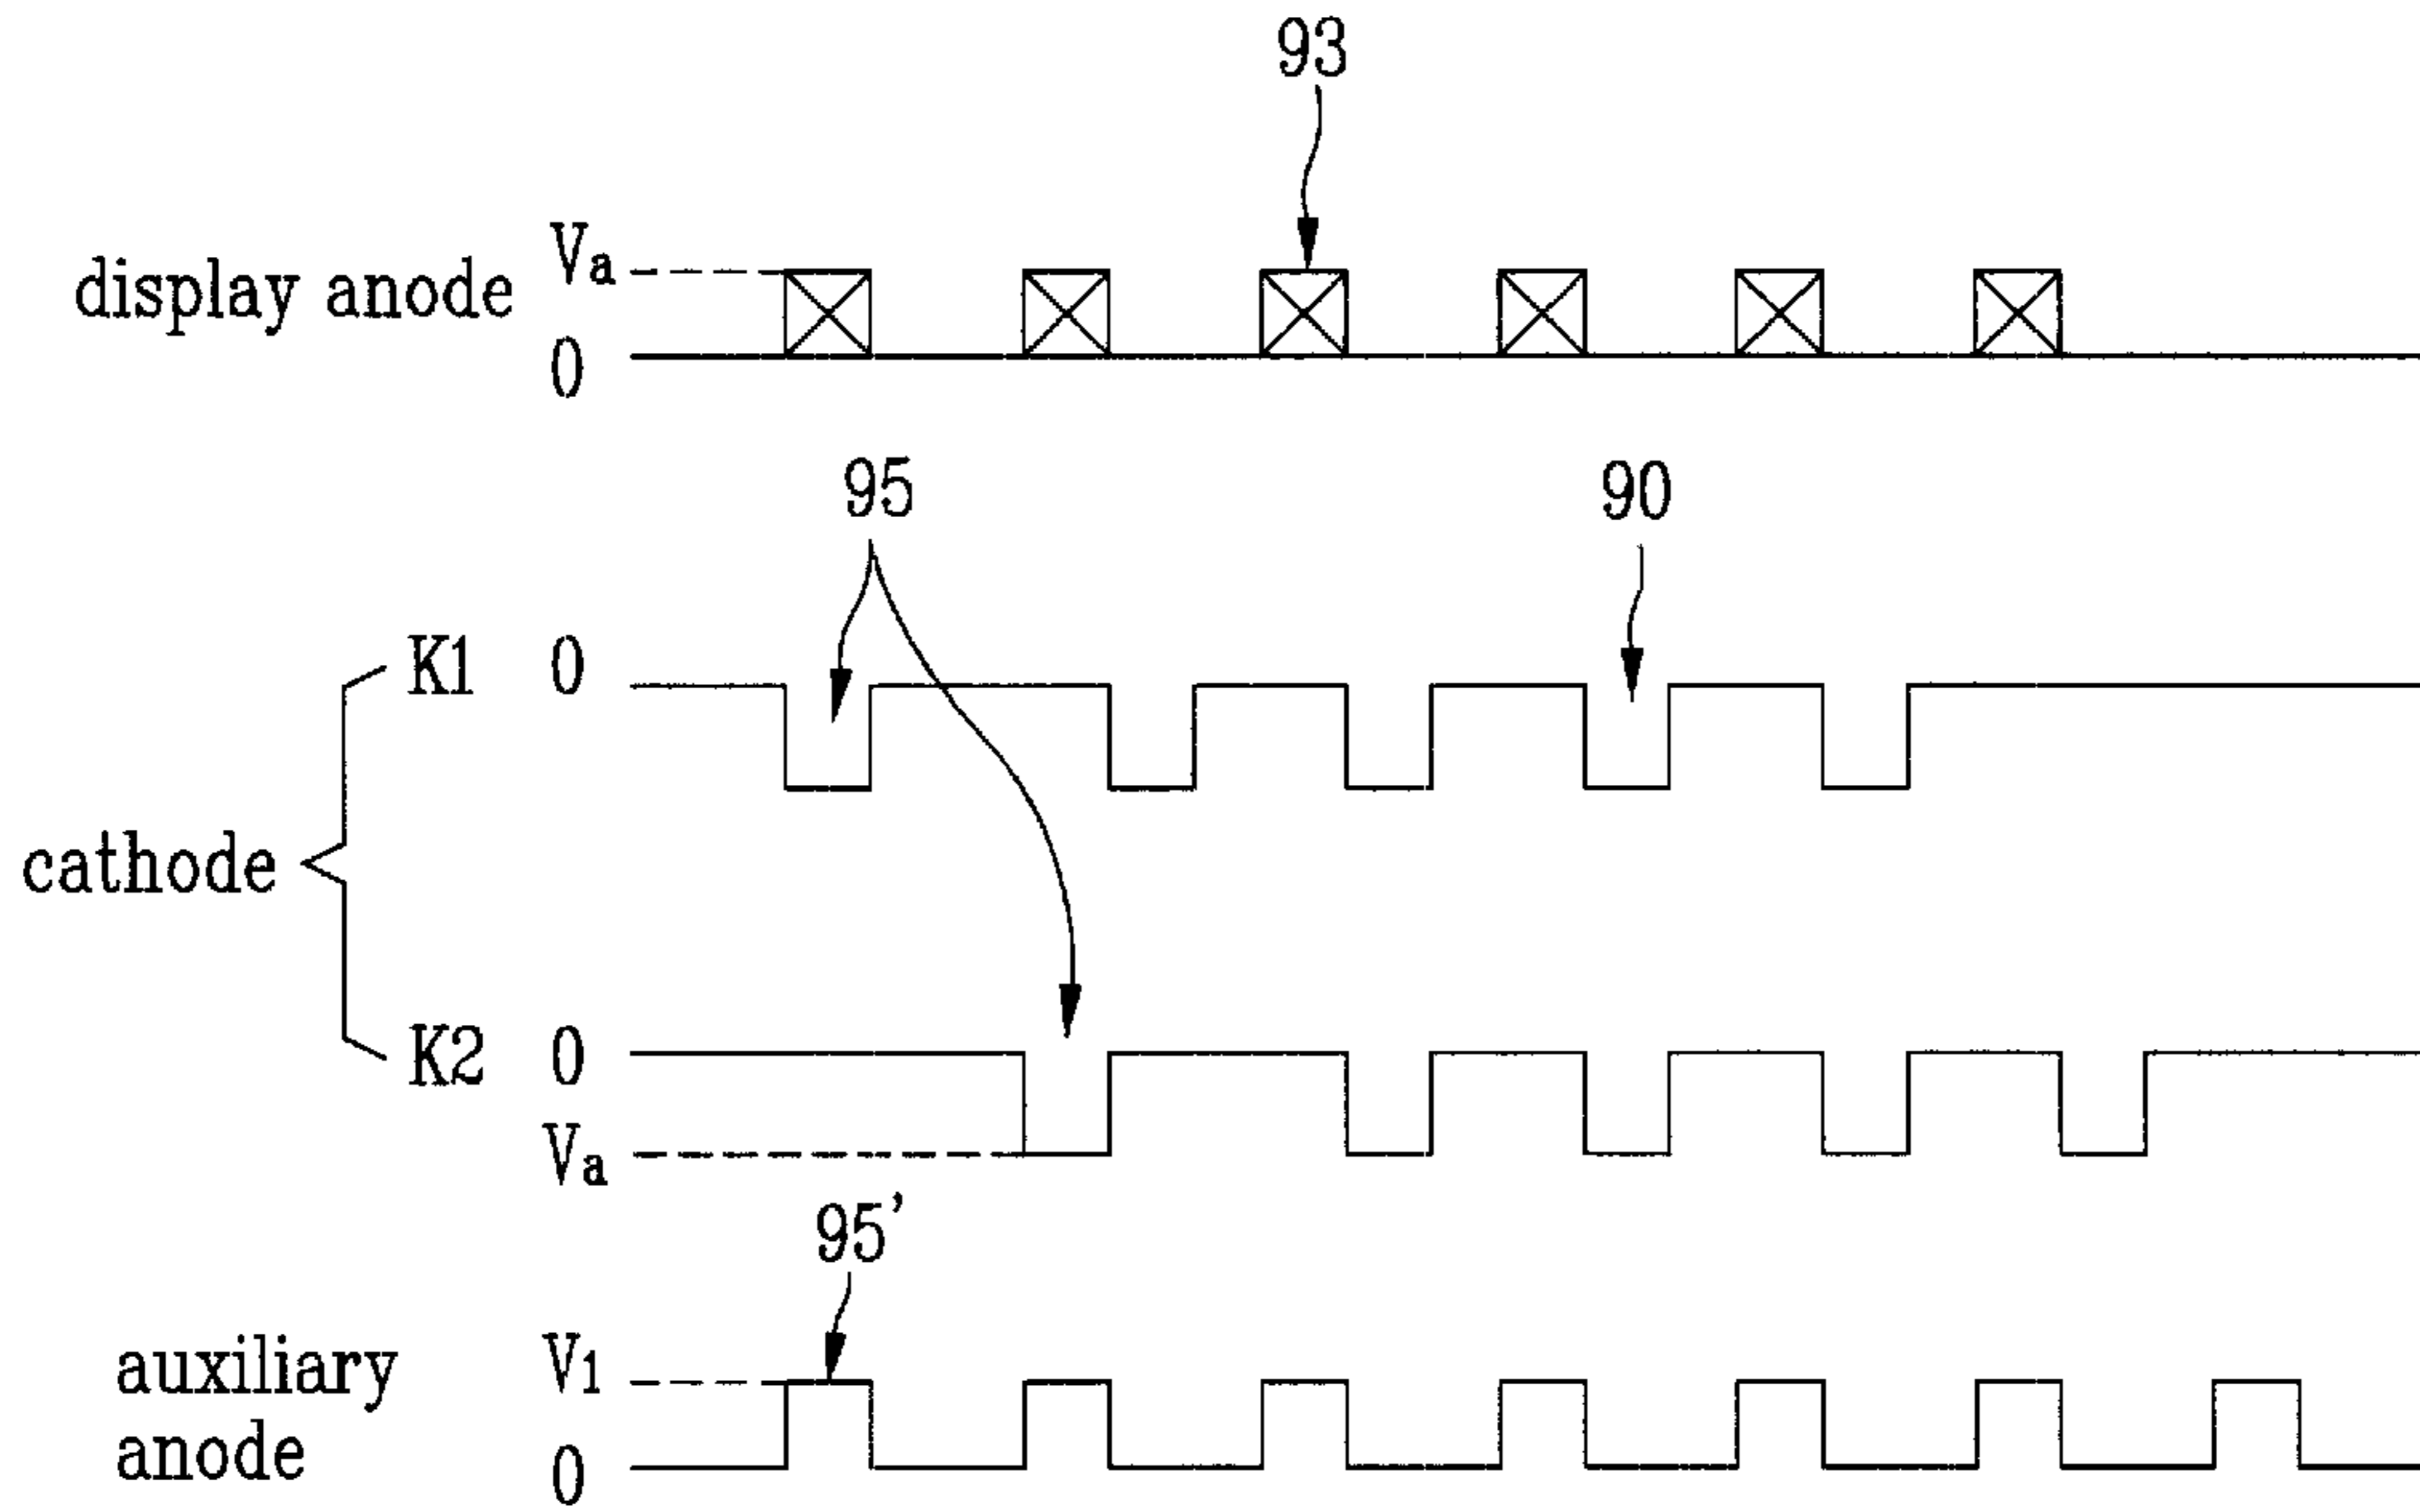 93
Va
display anode
0
95
90
K1 0
cathode
K2 0
Va
95'
auxiliary
anode
V1
0